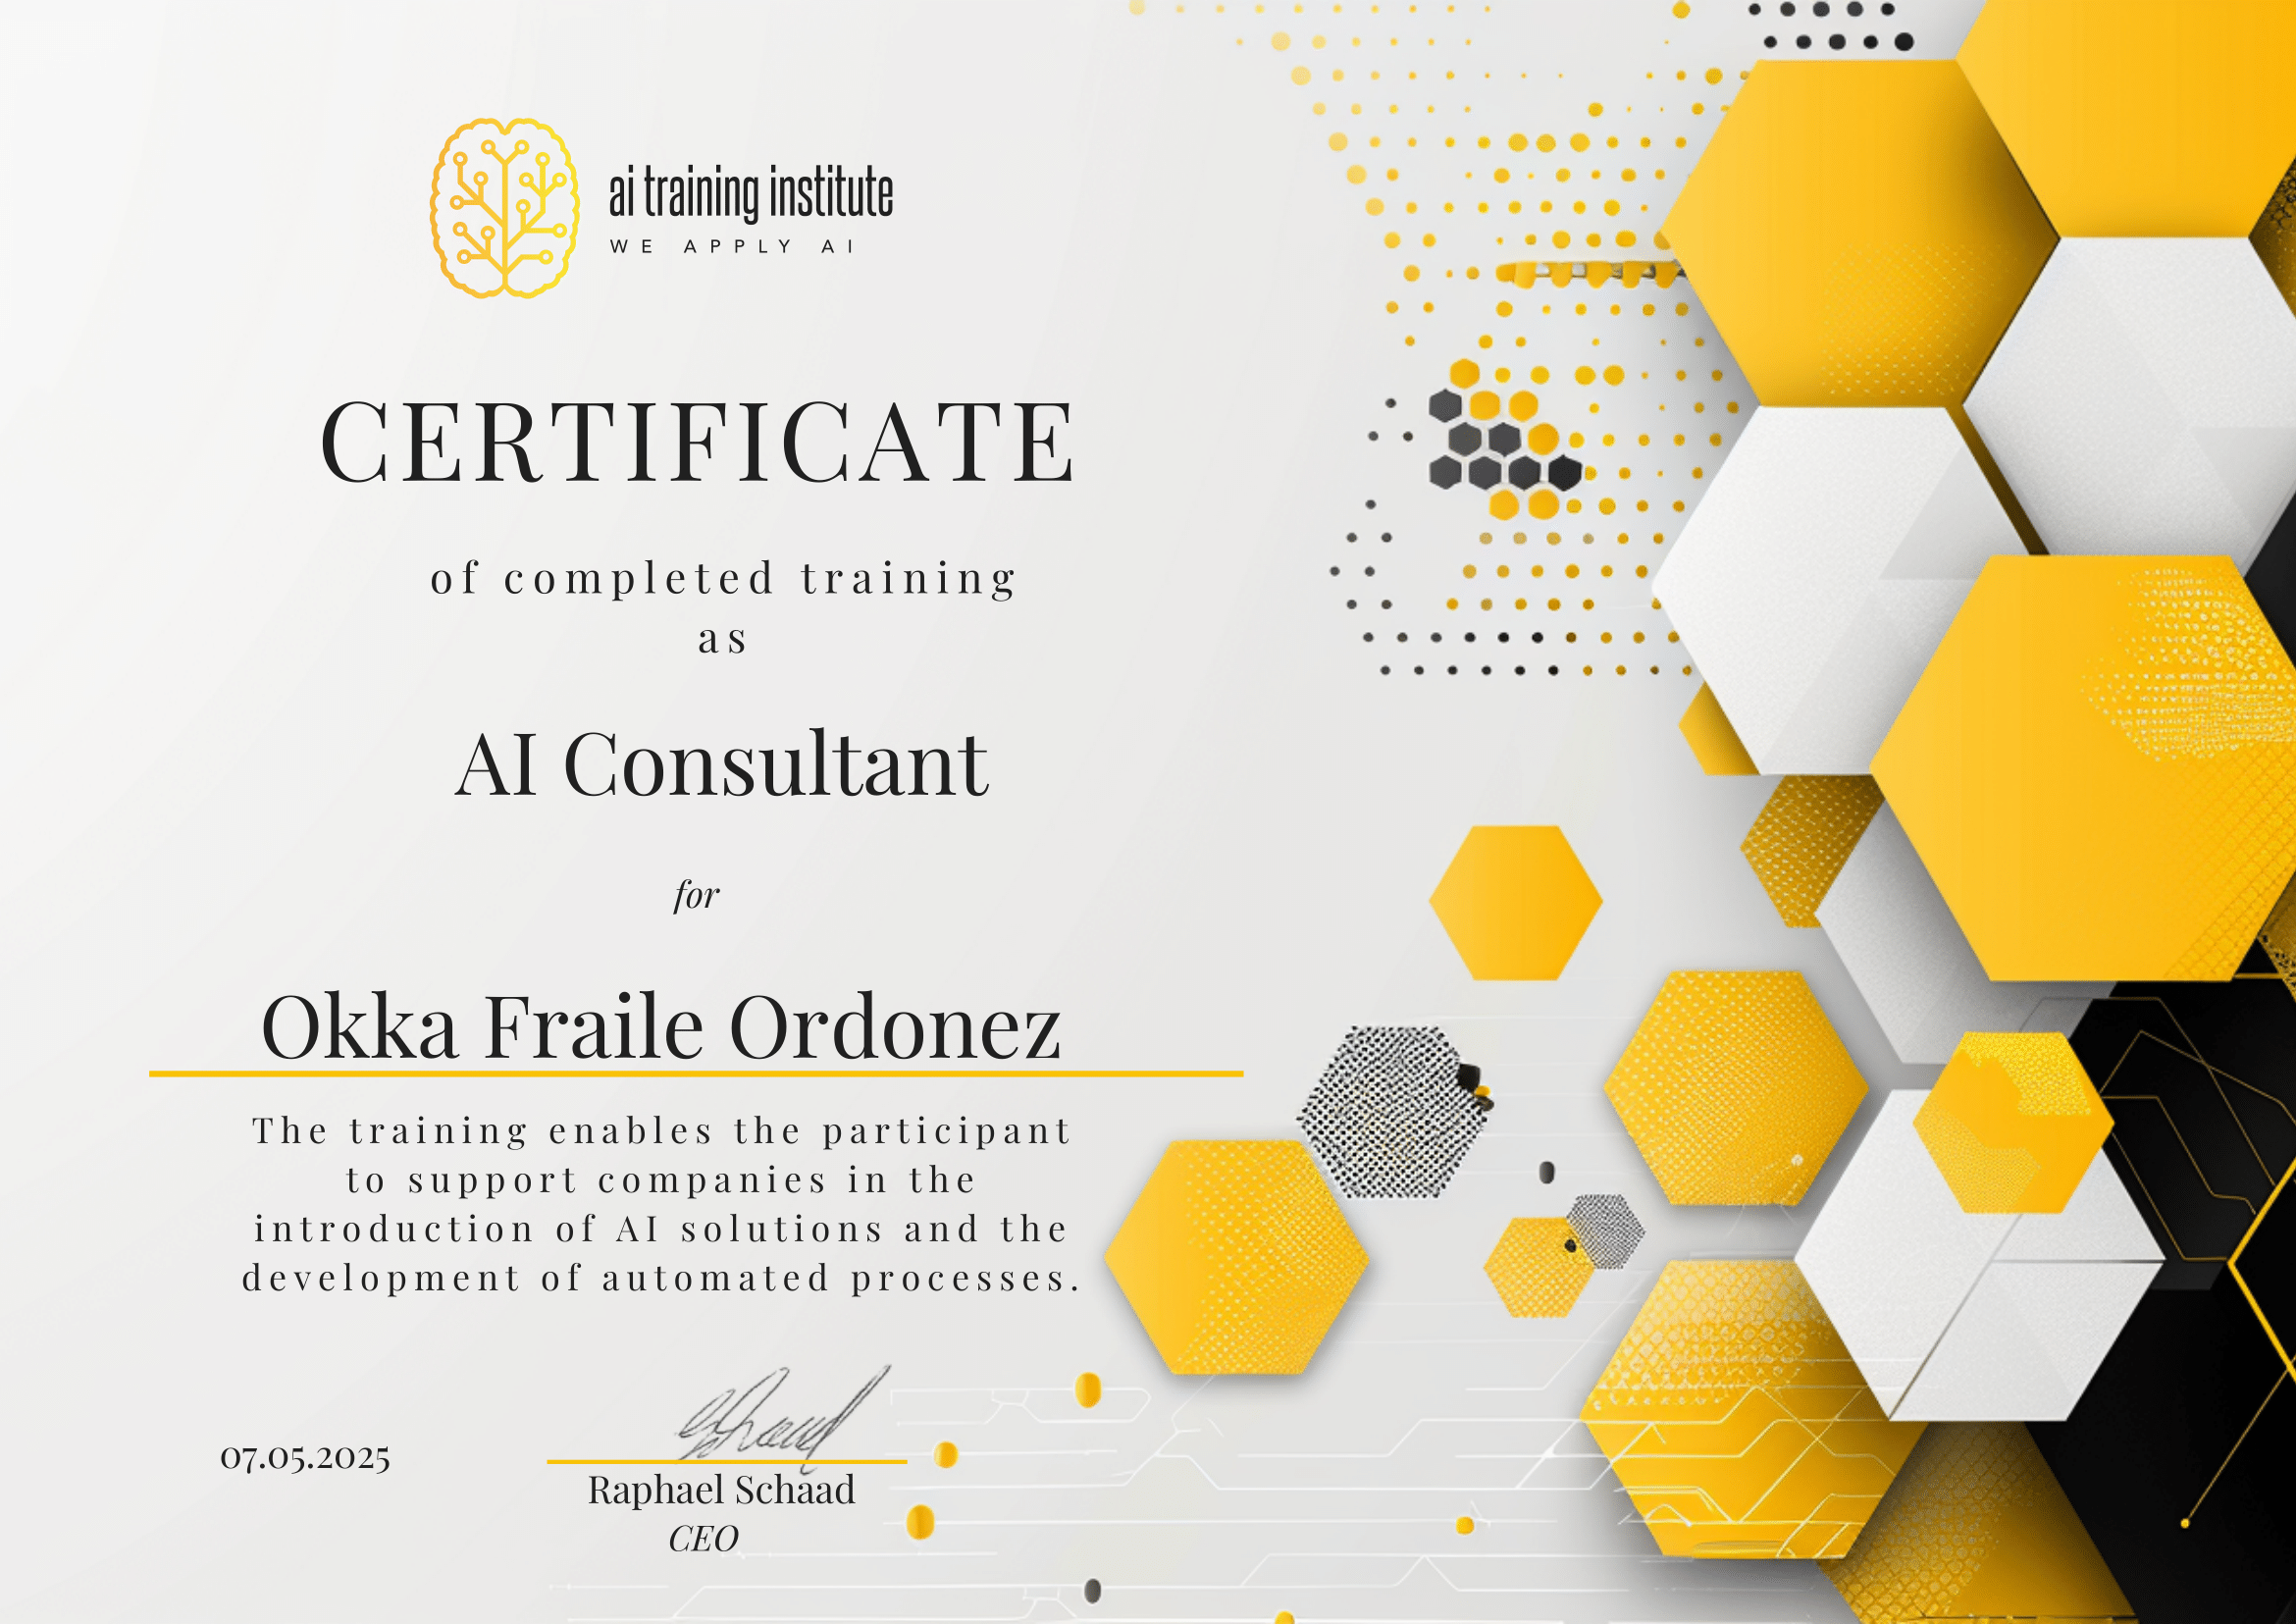 ai training institute
WE APPLY AI
CERTIFICATE
of completed training
as
AI Consultant
for
Okka Fraile Ordonez
The training enables the participant
to support companies in the
introduction of AI solutions and the
development of automated processes.
07.05.2025
Raphael Schaad
CEO